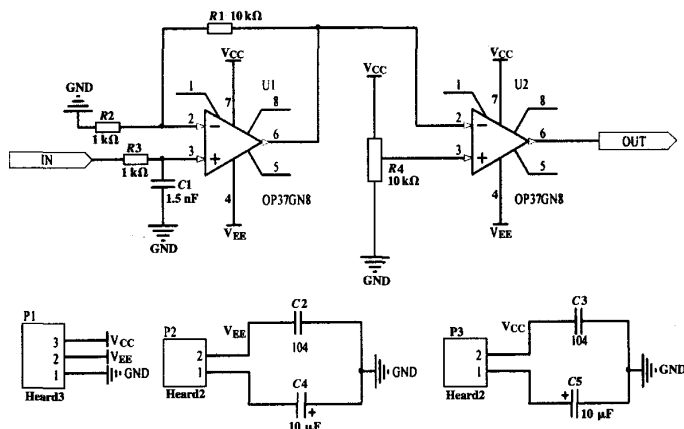 R1 10 kΩ
VCC
VCC
VCC
GND
1
U1
8
7
1
U2
8
7
R2
2
6
2
6
OUT
1 kΩ
IN
R3
3
3
1 kΩ
C1
1.5 nF
5
4
OP37GN8
R4
10 kΩ
5
4
OP37GN8
GND
VEE
GND
VEE
P1
3
VCC
2
VEE
1
GND
Heard3
P2
VEE
C2
104
2
1
GND
Heard2
C4
+
10 μF
P3
VCC
C3
104
2
1
GND
Heard2
C5
+
10 μF